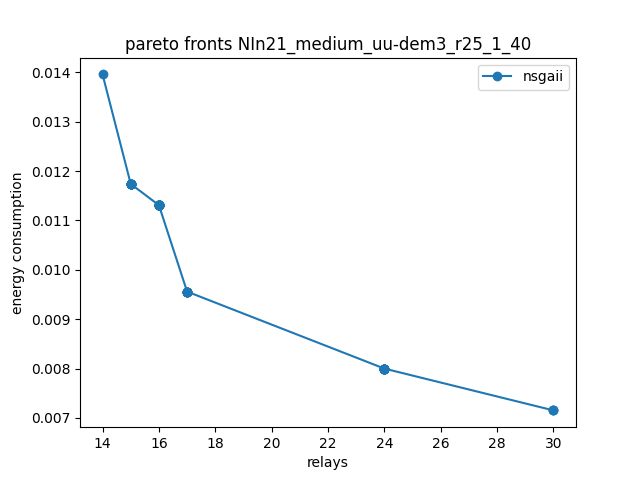 pareto fronts NIn21_medium_uu-dem3_r25_1_40
nsgaii
0.014
0.013
0.012
0.011
0.010
0.009
0.008
0.007
energy consumption
14 16 18 20 22 24 26 28 30
relays